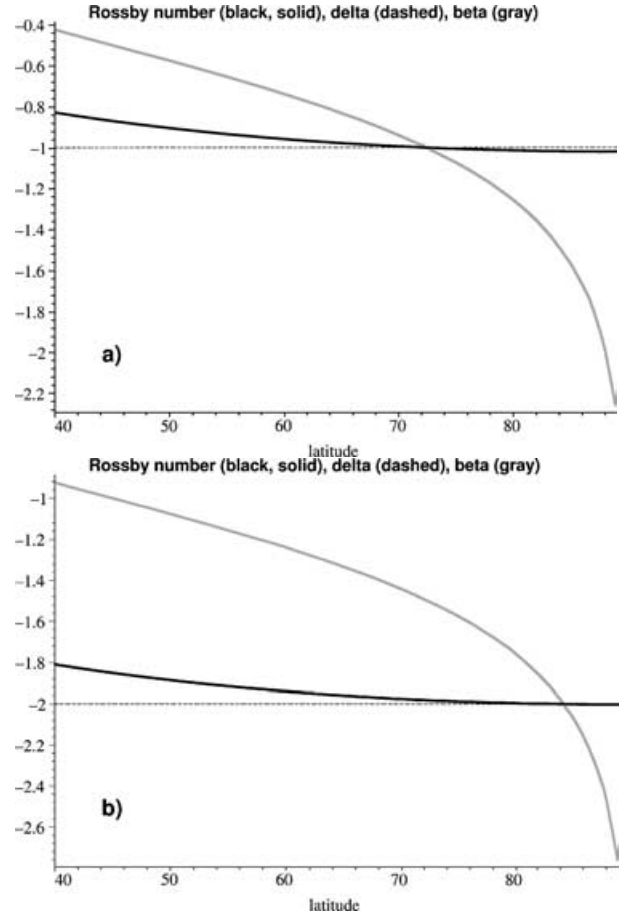 Rossby number (black, solid), delta (dashed), beta (gray)
−0.4
−0.6
−0.8
−1
−1.2
−1.4
−1.6
−1.8
−2
−2.2
a)
40 50 60 70 80
latitude
Rossby number (black, solid), delta (dashed), beta (gray)
−1
−1.2
−1.4
−1.6
−1.8
−2
−2.2
−2.4
−2.6
b)
40 50 60 70 80
latitude